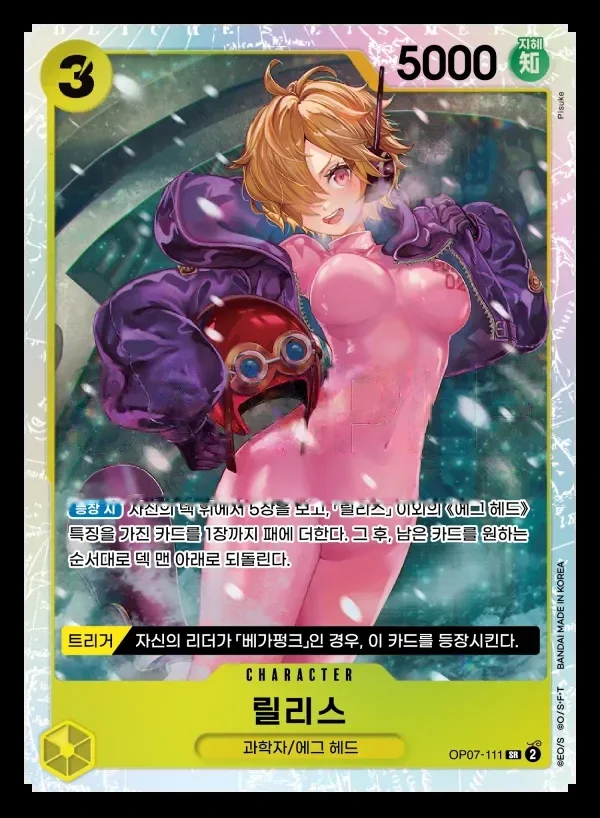 3
5000
지혜
知
Pisuke
PUNK
02
등장 시 자신의 덱 위에서 5장을 보고, 「릴리스」 이외의 《에그 헤드》
특징을 가진 카드를 1장까지 패에 더한다. 그 후, 남은 카드를 원하는
순서대로 덱 맨 아래로 되돌린다.
트리거 자신의 리더가 「베가펑크」인 경우, 이 카드를 등장시킨다.
CHARACTER
릴리스
과학자/에그 헤드
OP07-111 SR 2
©EIO/S ©O/S·F·T BANDAI MADE IN KOREA